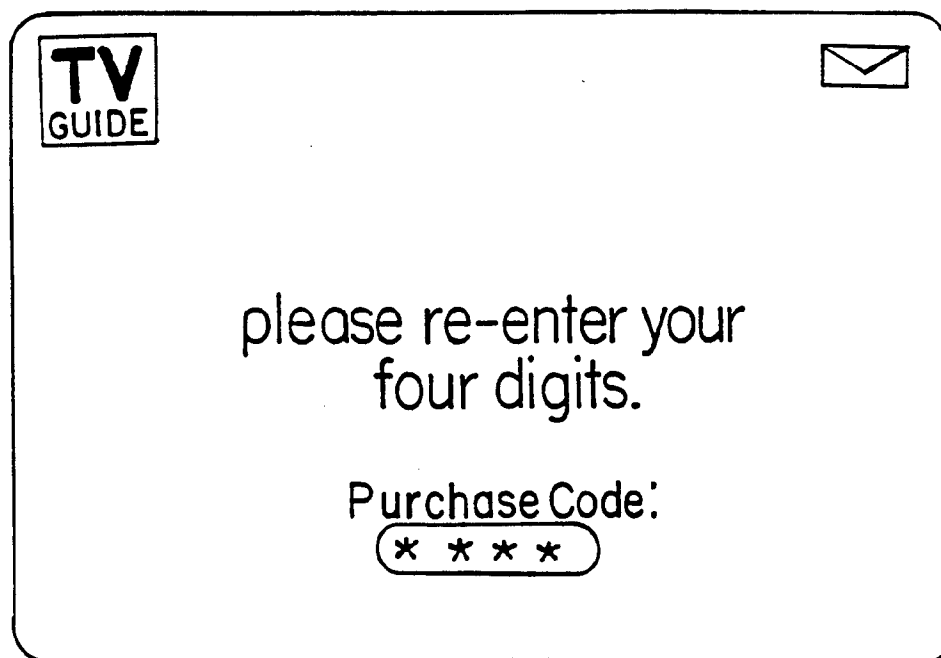 TV
GUIDE
please re-enter your
four digits.
Purchase Code:
* * * *